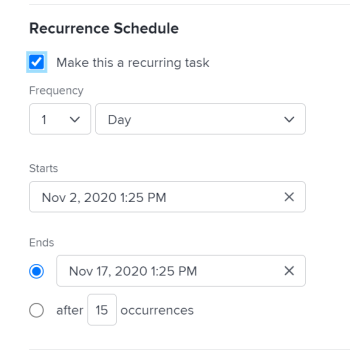 Recurrence Schedule
Make this a recurring task
Frequency
1 Day
Starts
Nov 2, 2020 1:25 PM
Ends
Nov 17, 2020 1:25 PM
after 15 occurrences